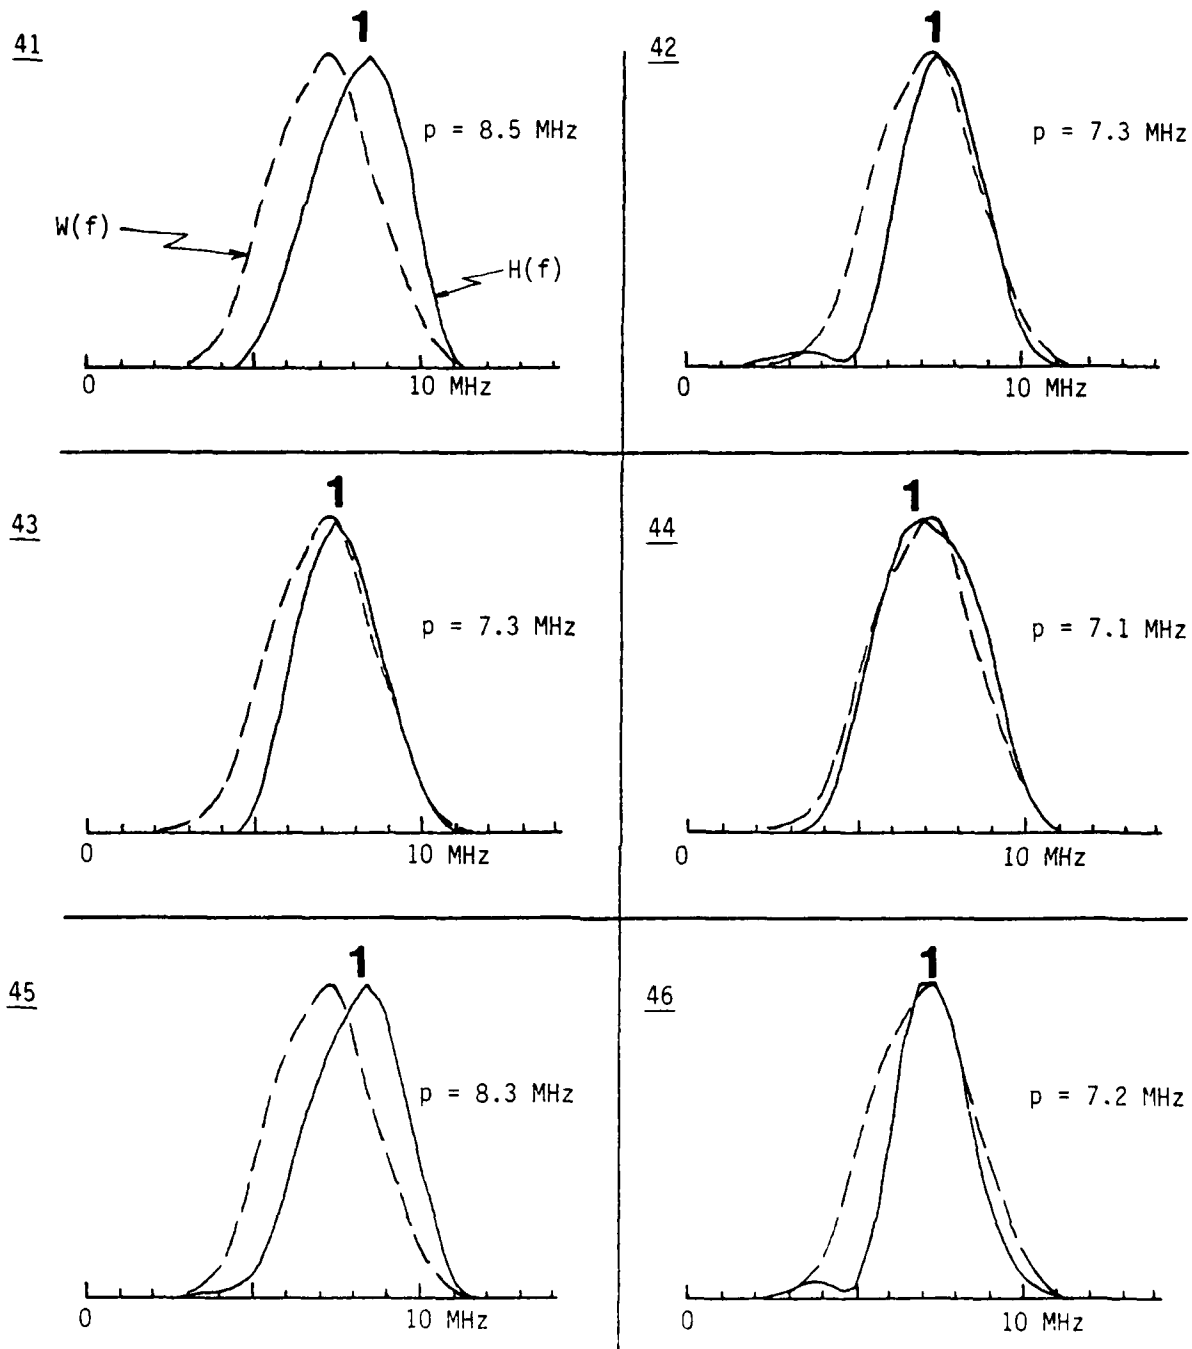 41
1
p = 8.5 MHz
W(f)
H(f)
0
10 MHz
42
1
p = 7.3 MHz
0
10 MHz
43
1
p = 7.3 MHz
0
10 MHz
44
1
p = 7.1 MHz
0
10 MHz
45
1
p = 8.3 MHz
0
10 MHz
46
1
p = 7.2 MHz
0
10 MHz